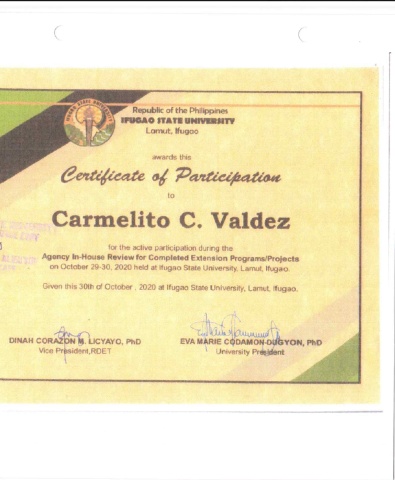 Republic of the Philippines
IFUGAO STATE UNIVERSITY
Lamut, Ifugao
awards this
Certificate of Participation
to
Carmelito C. Valdez
for the active participation during the
Agency In-House Review for Completed Extension Programs/Projects
on October 29-30, 2020 held at Ifugao State University, Lamut, Ifugao.
Given this 30th of October , 2020 at Ifugao State University, Lamut, Ifugao.
DINAH CORAZON M. LICYAYO, PhD
Vice President,RDET
EVA MARIE CODAMON-DUGYON, PhD
University President